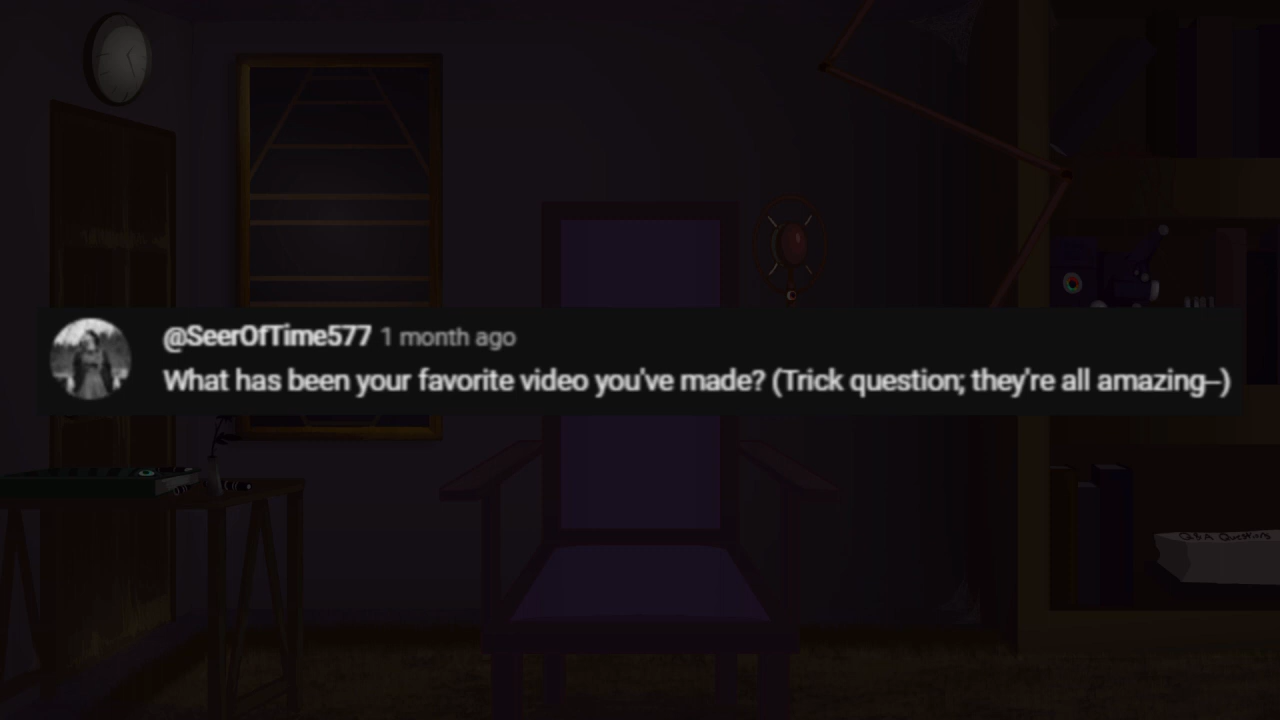 @SeerOfTime577 1 month ago
What has been your favorite video you've made? (Trick question; they're all amazing--)
Q&A Questions